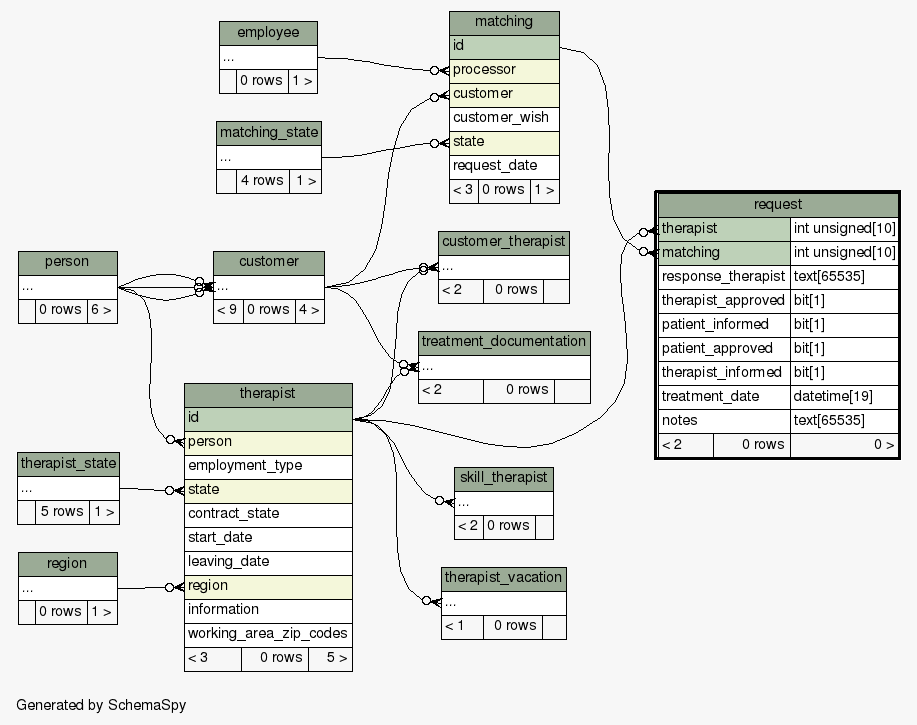 employee
...
0 rows 1 >
matching_state
...
4 rows 1 >
matching
id
processor
customer
customer_wish
state
request_date
< 3 0 rows 1 >
request
therapist int unsigned[10]
matching int unsigned[10]
response_therapist text[65535]
therapist_approved bit[1]
patient_informed bit[1]
patient_approved bit[1]
therapist_informed bit[1]
treatment_date datetime[19]
notes text[65535]
< 2 0 rows 0 >
person
...
0 rows 6 >
customer
...
< 9 0 rows 4 >
customer_therapist
...
< 2 0 rows
treatment_documentation
...
< 2 0 rows
therapist
id
person
employment_type
state
contract_state
start_date
leaving_date
region
information
working_area_zip_codes
< 3 0 rows 5 >
therapist_state
...
5 rows 1 >
region
...
0 rows 1 >
skill_therapist
...
< 2 0 rows
therapist_vacation
...
< 1 0 rows
Generated by SchemaSpy